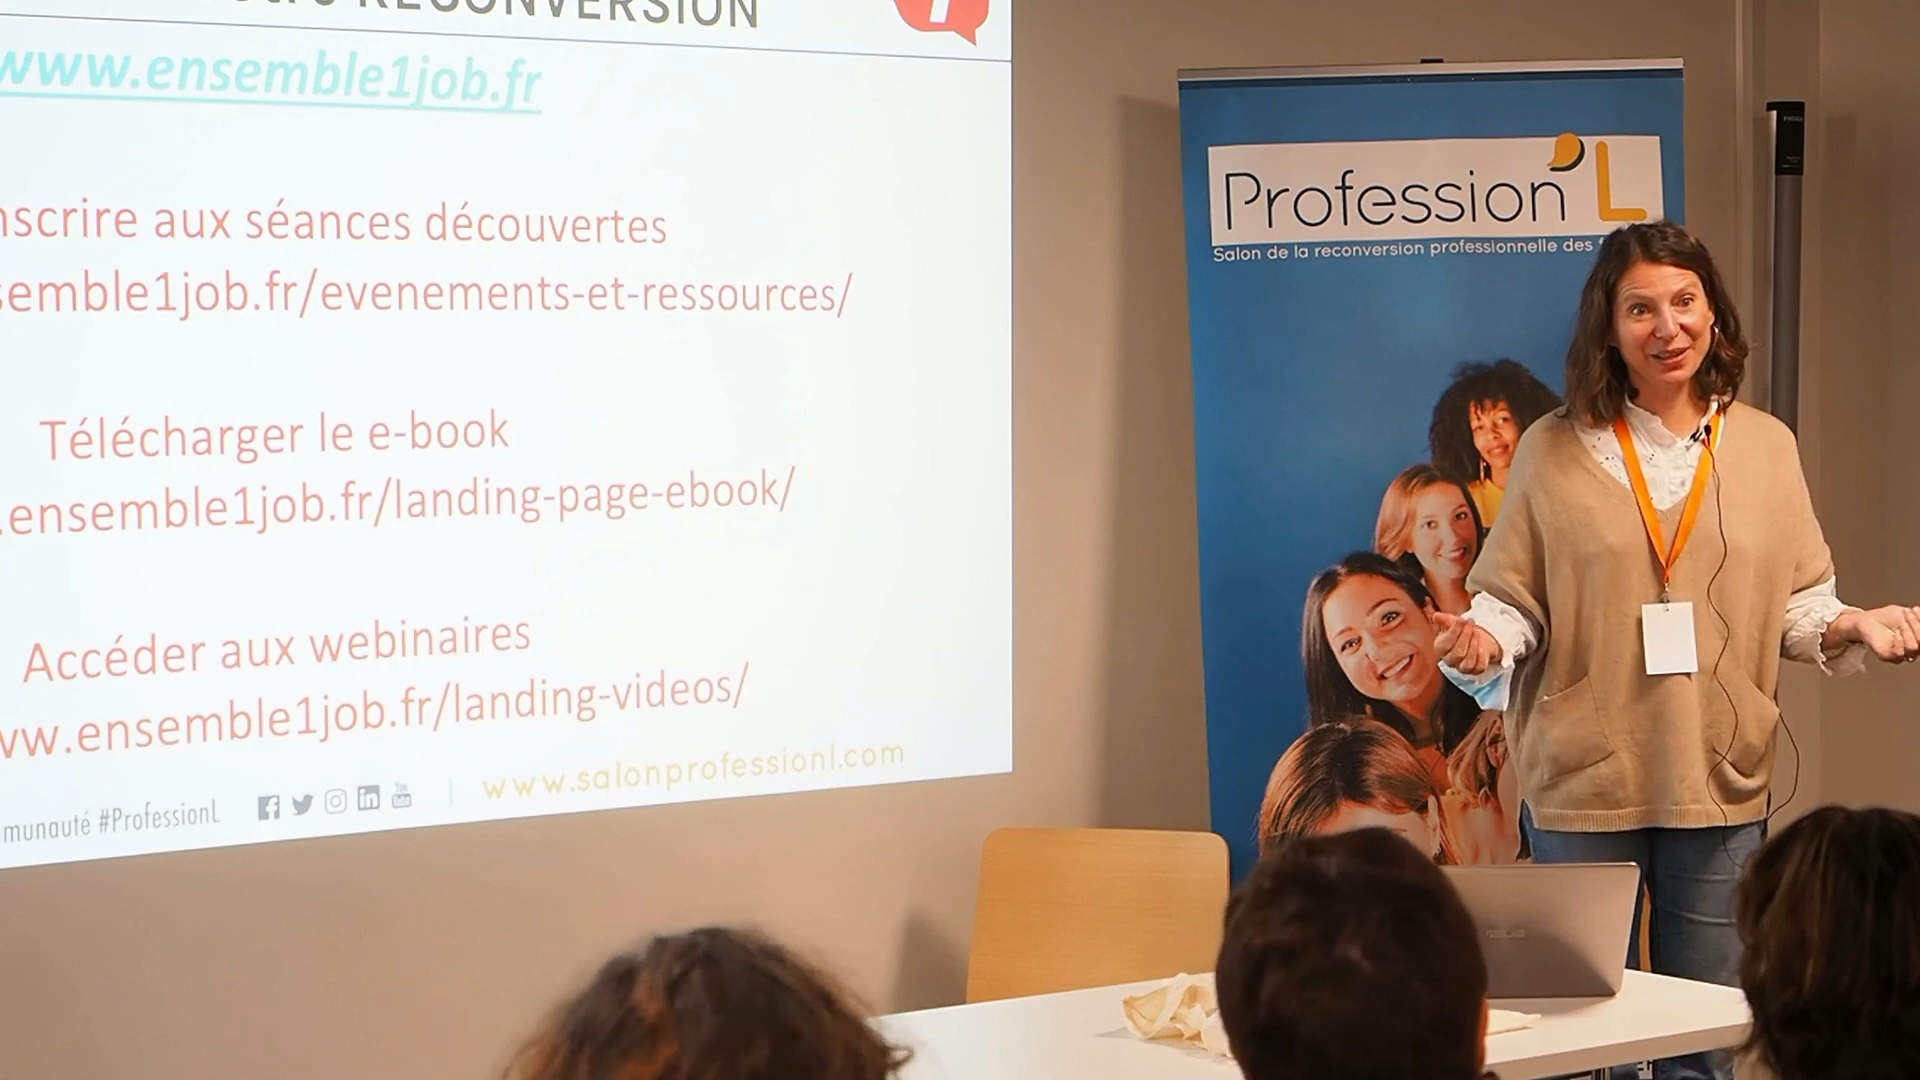 RECONVERSION
www.ensemble1job.fr
nscrire aux séances découvertes
semble1job.fr/evenements-et-ressources/
Télécharger le e-book
.ensemble1job.fr/landing-page-ebook/
Accéder aux webinaires
ww.ensemble1job.fr/landing-videos/
munauté #ProfessionL
www.salonprofessionl.com
Profession'L
Salon de la reconversion professionnelle des
ASUS